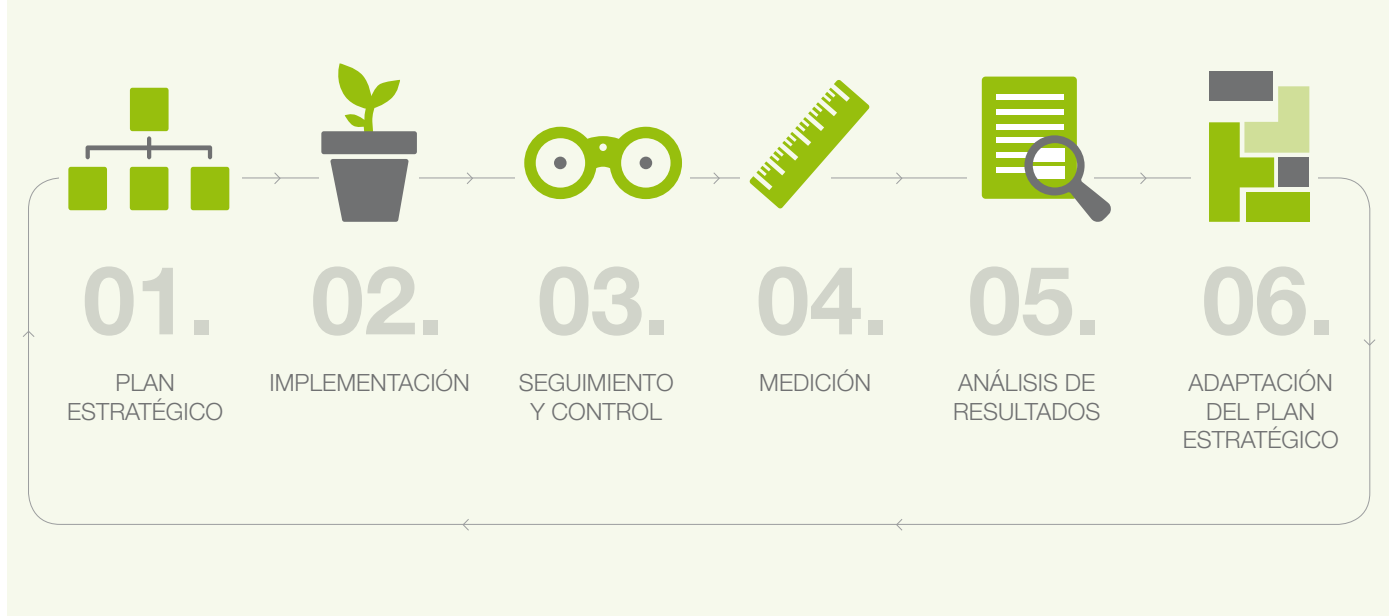 01.
PLAN
ESTRATÉGICO
02.
IMPLEMENTACIÓN
03.
SEGUIMIENTO
Y CONTROL
04.
MEDICIÓN
05.
ANÁLISIS DE
RESULTADOS
06.
ADAPTACIÓN
DEL PLAN
ESTRATÉGICO